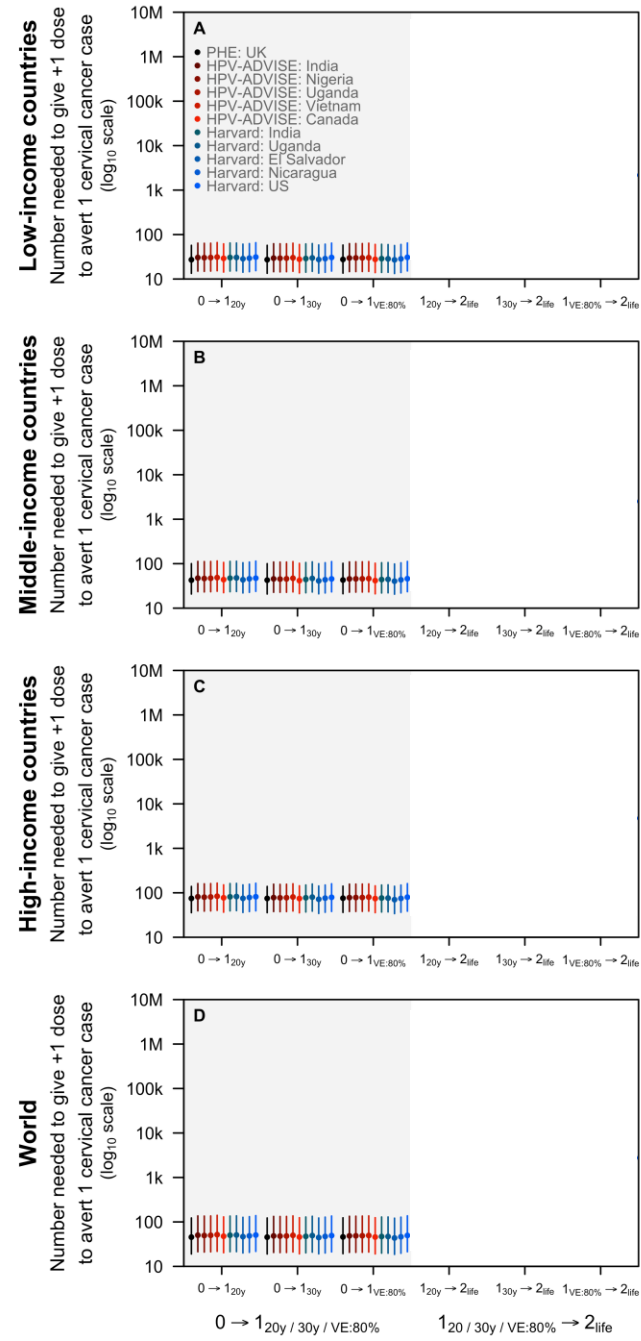 Low-income countries
Number needed to give +1 dose
to avert 1 cervical cancer case
(log10 scale)
10M
1M
100k
10k
1k
100
10
A
PHE: UK
HPV-ADVISE: India
HPV-ADVISE: Nigeria
HPV-ADVISE: Uganda
HPV-ADVISE: Vietnam
HPV-ADVISE: Canada
Harvard: India
Harvard: Uganda
Harvard: El Salvador
Harvard: Nicaragua
Harvard: US
0 → 120y 0 → 130y 0 → 1VE:80% 120y → 2life 130y → 2life 1VE:80% → 2life
Middle-income countries
Number needed to give +1 dose
to avert 1 cervical cancer case
(log10 scale)
10M
1M
100k
10k
1k
100
10
B
0 → 120y 0 → 130y 0 → 1VE:80% 120y → 2life 130y → 2life 1VE:80% → 2life
High-income countries
Number needed to give +1 dose
to avert 1 cervical cancer case
(log10 scale)
10M
1M
100k
10k
1k
100
10
C
0 → 120y 0 → 130y 0 → 1VE:80% 120y → 2life 130y → 2life 1VE:80% → 2life
World
Number needed to give +1 dose
to avert 1 cervical cancer case
(log10 scale)
10M
1M
100k
10k
1k
100
10
D
0 → 120y 0 → 130y 0 → 1VE:80% 120y → 2life 130y → 2life 1VE:80% → 2life
0 → 120y / 30y / VE:80% 120 / 30y / VE:80% → 2life